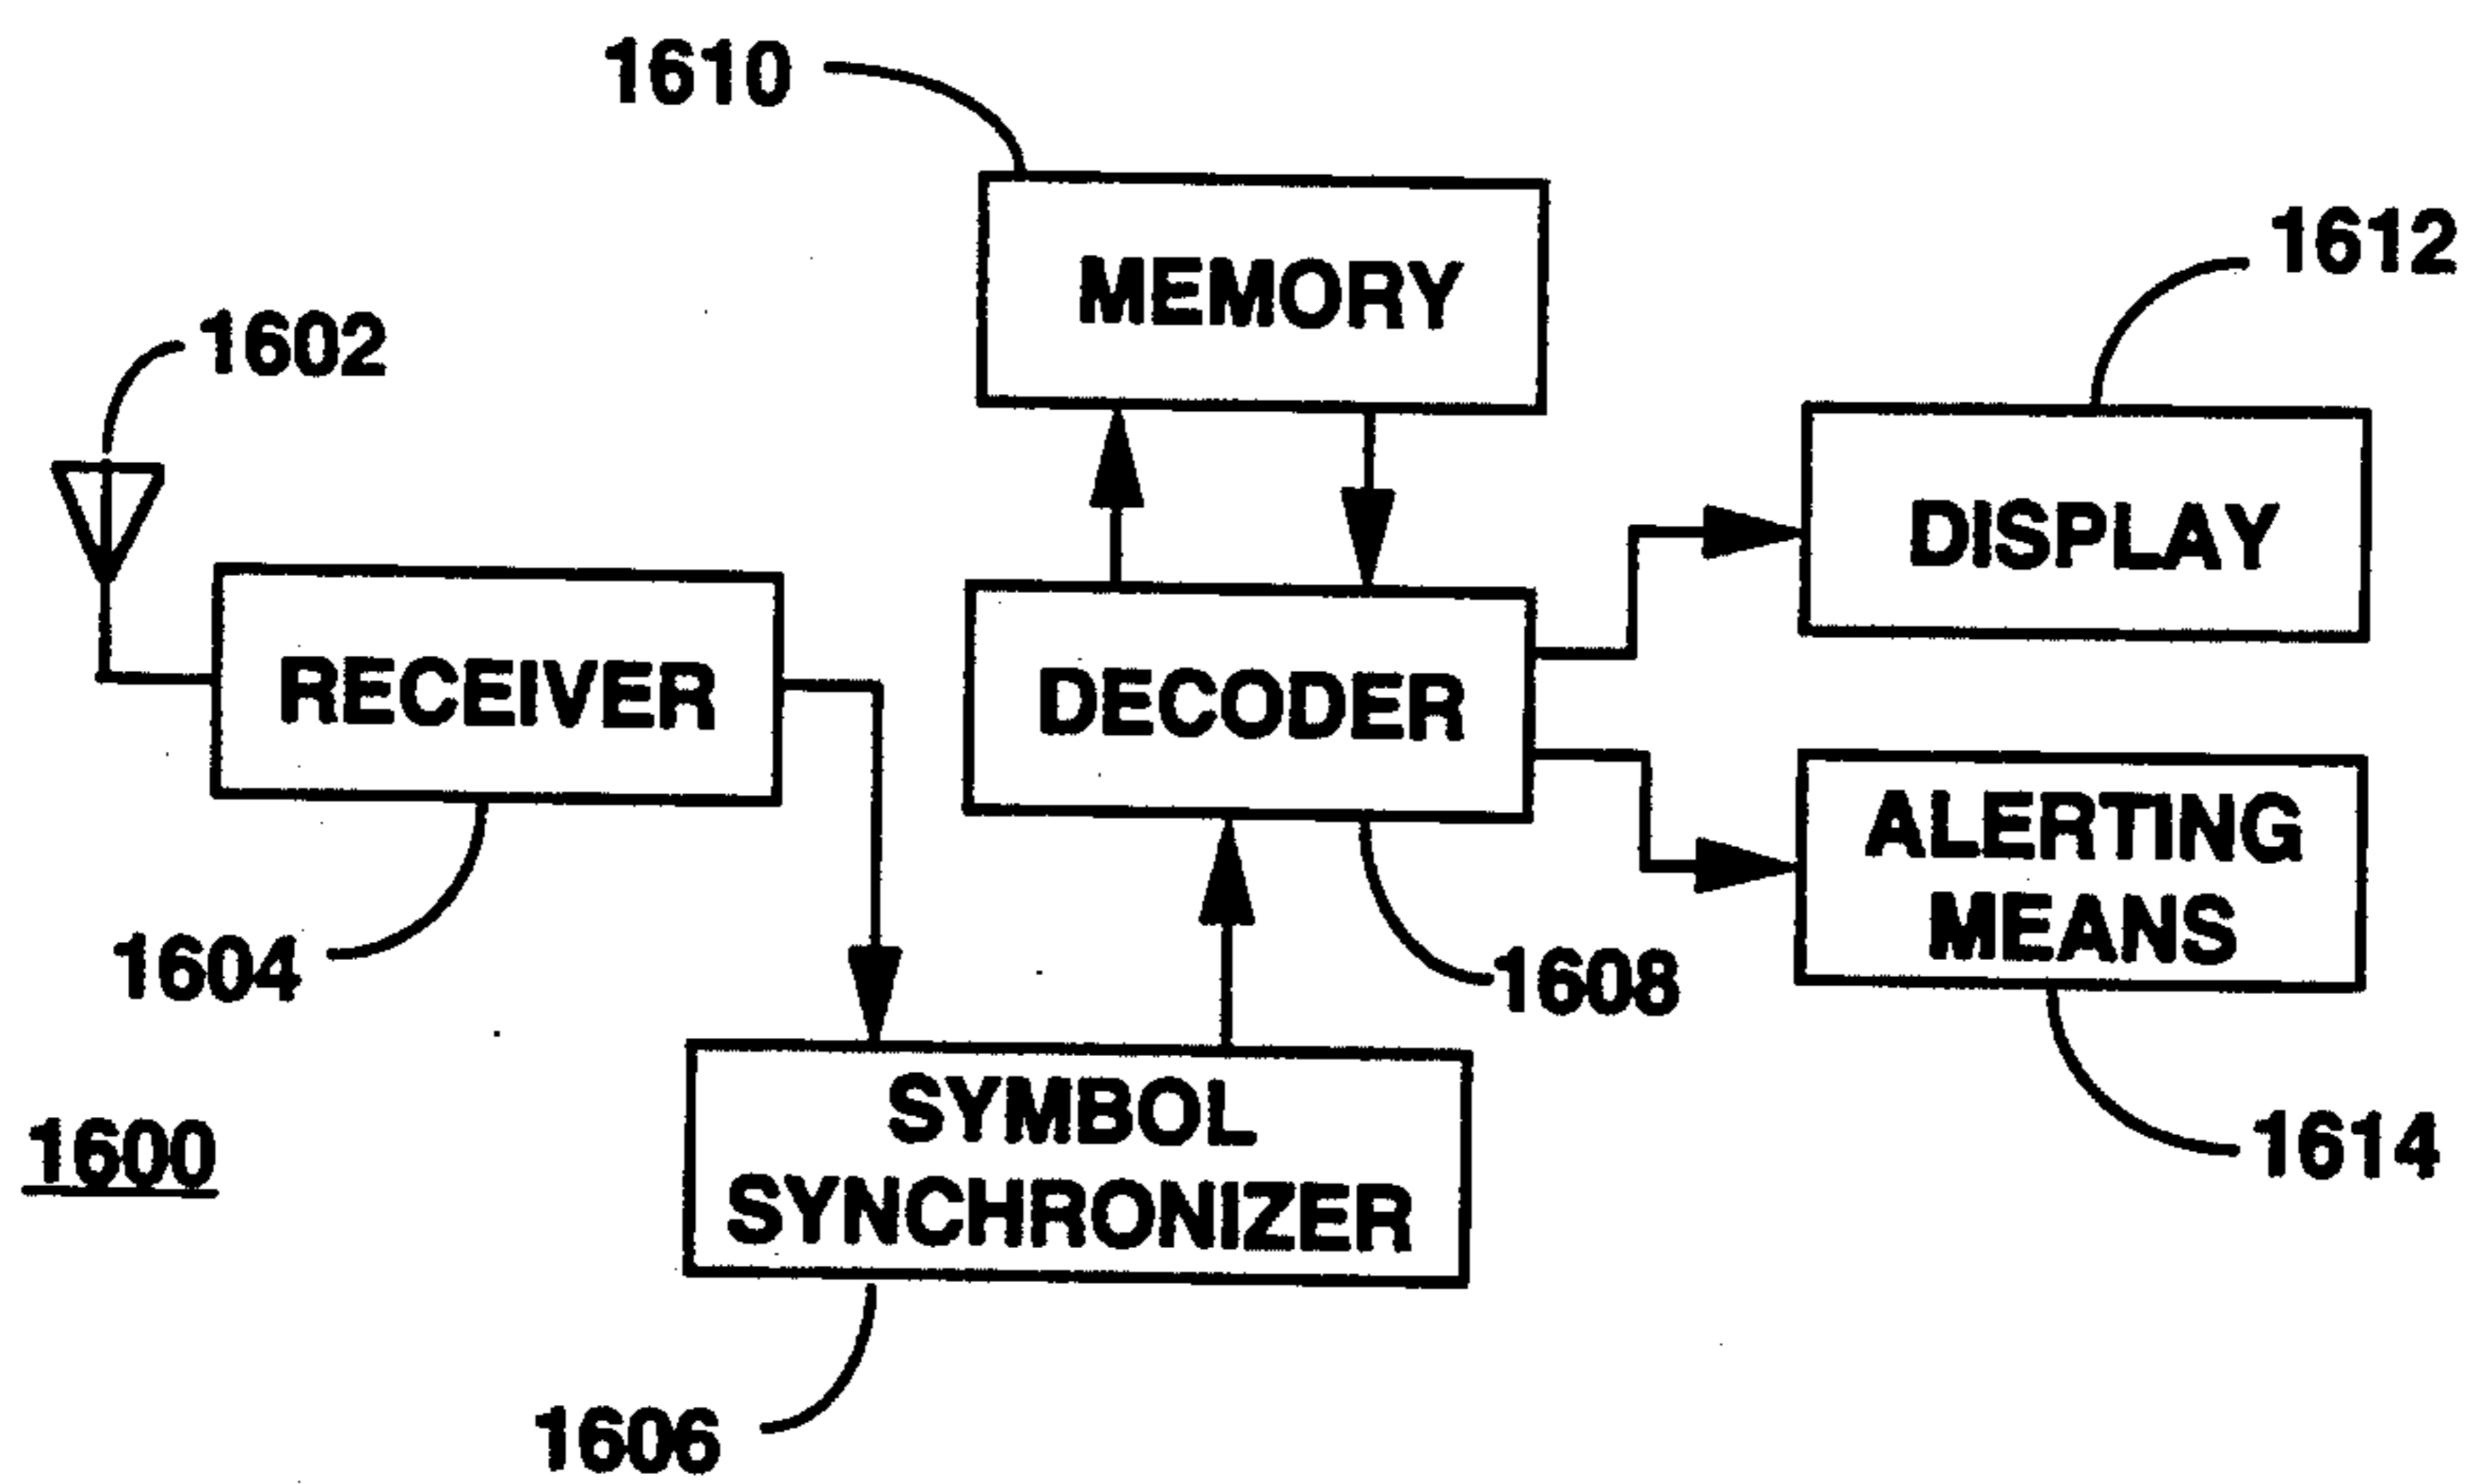 1610
MEMORY
1612
1602
DISPLAY
RECEIVER
DECODER
ALERTING
MEANS
1604
1608
SYMBOL
SYNCHRONIZER
1600
1614
1606